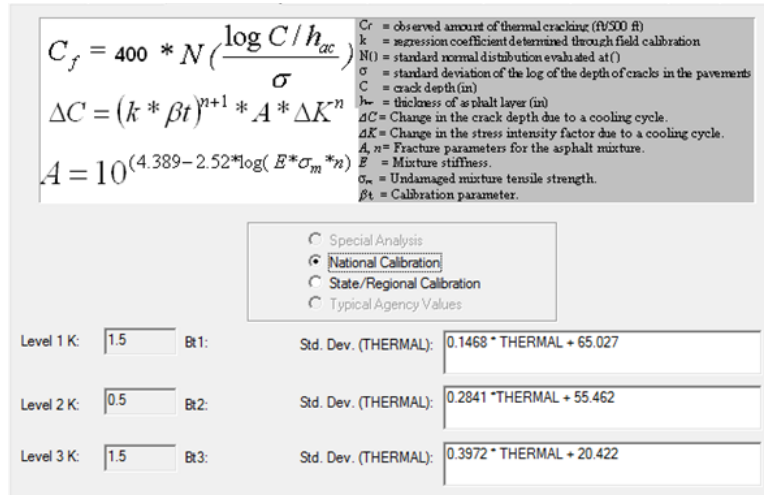 C_f = 400 * N ( log C / h_ac / σ )
ΔC = (k * βt)^{n+1} * A * ΔK^n
A = 10^{(4.389-2.52*log( E*σ_m*n)}
Cr = observed amount of thermal cracking (ft/500 ft)
k = regression coefficient determined through field calibration
N() = standard normal distribution evaluated at()
σ = standard deviation of the log of the depth of cracks in the pavements
C = crack depth (in)
= thickness of asphalt layer (in)
ΔC = Change in the crack depth due to a cooling cycle.
ΔK = Change in the stress intensity factor due to a cooling cycle.
A, n = Fracture parameters for the asphalt mixture.
E = Mixture stiffness.
σ_m = Undamaged mixture tensile strength.
βt = Calibration parameter.
Special Analysis
National Calibration
State/Regional Calibration
Typical Agency Values
Level 1 K: 1.5 Bt1: Std. Dev. (THERMAL): 0.1468 * THERMAL + 65.027
Level 2 K: 0.5 Bt2: Std. Dev. (THERMAL): 0.2841 *THERMAL + 55.462
Level 3 K: 1.5 Bt3: Std. Dev. (THERMAL): 0.3972 * THERMAL + 20.422